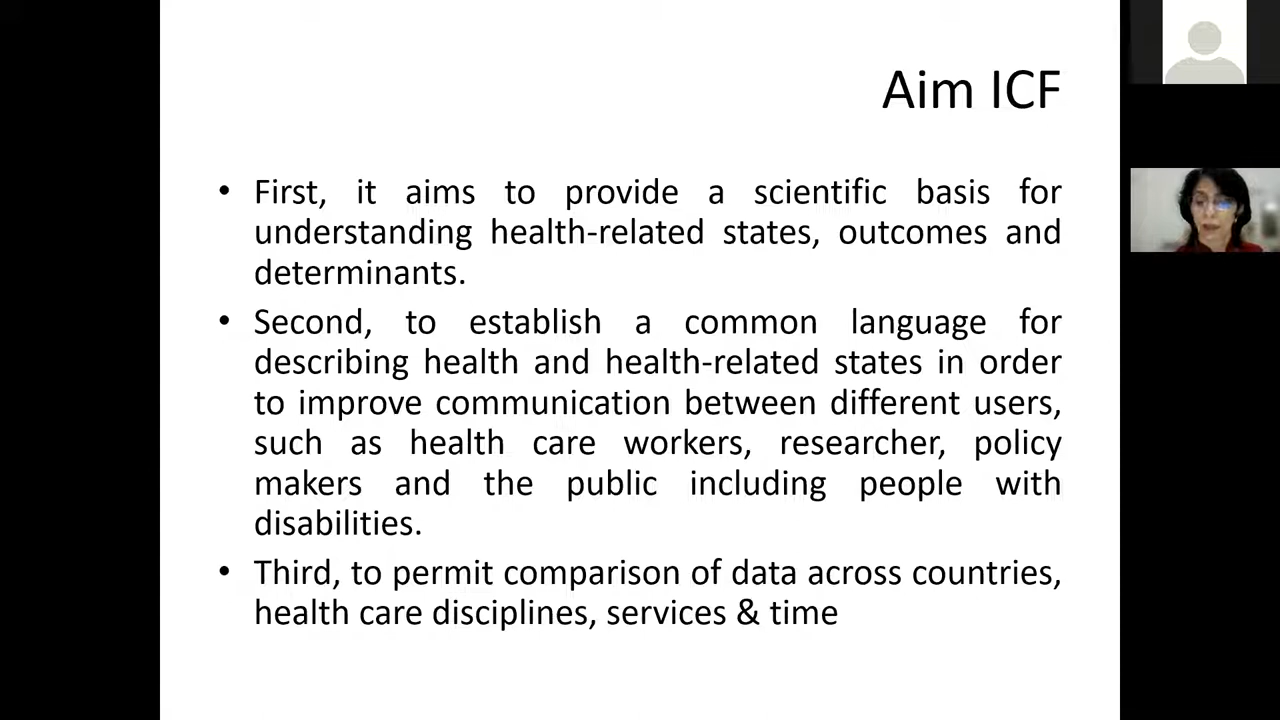 Aim ICF
• First, it aims to provide a scientific basis for
understanding health-related states, outcomes and
determinants.
• Second, to establish a common language for
describing health and health-related states in order
to improve communication between different users,
such as health care workers, researcher, policy
makers and the public including people with
disabilities.
• Third, to permit comparison of data across countries,
health care disciplines, services & time